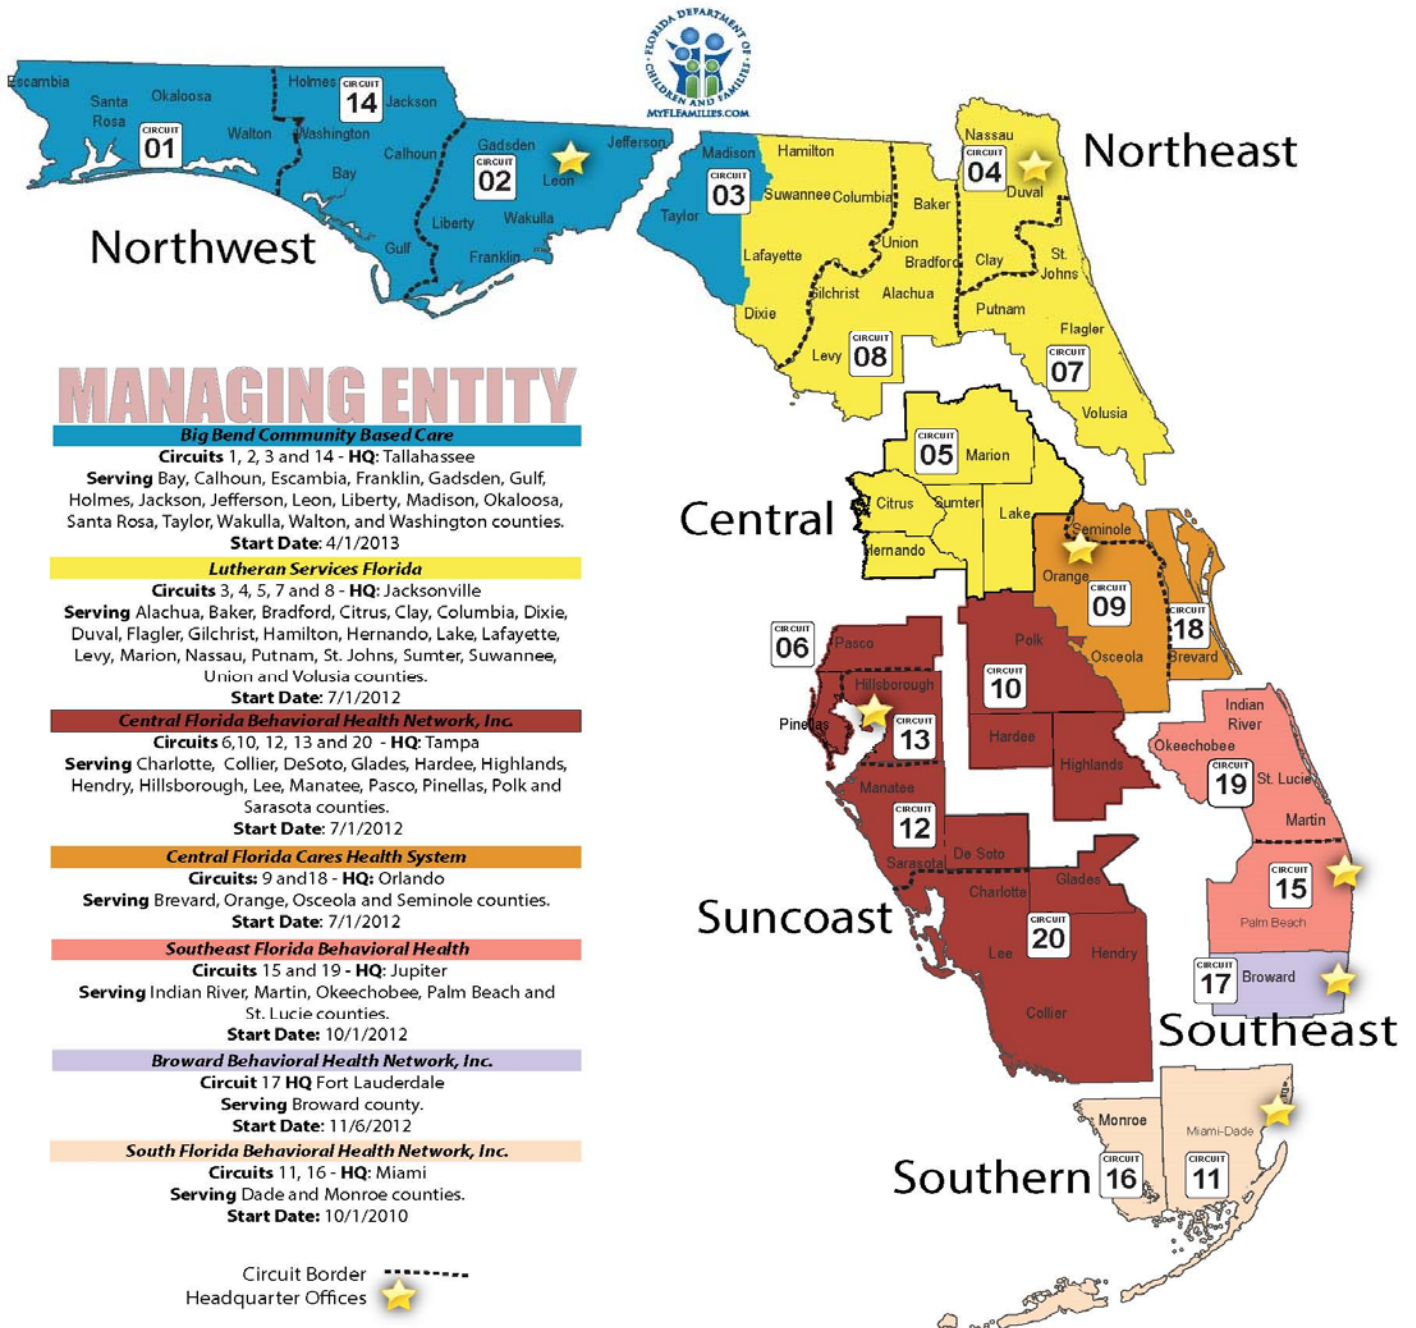 FLORIDA DEPARTMENT OF CHILDREN AND FAMILIES
MYFLFAMILIES.COM
Escambia
Santa
Rosa
Okaloosa
Walton
CIRCUIT
01
Holmes
CIRCUIT
14
Jackson
Washington
Calhoun
Bay
Gulf
Gadsden
CIRCUIT
02
Leon
Jefferson
Liberty
Wakulla
Franklin
Northwest
Madison
CIRCUIT
03
Taylor
Hamilton
Suwannee
Columbia
Lafayette
Dixie
Baker
Union
Bradford
Gilchrist
Alachua
Levy
CIRCUIT
08
Nassau
CIRCUIT
04
Duval
Clay
St.
Johns
Putnam
Flagler
CIRCUIT
07
Volusia
Northeast
MANAGING ENTITY
Big Bend Community Based Care
Circuits 1, 2, 3 and 14 - HQ: Tallahassee
Serving Bay, Calhoun, Escambia, Franklin, Gadsden, Gulf,
Holmes, Jackson, Jefferson, Leon, Liberty, Madison, Okaloosa,
Santa Rosa, Taylor, Wakulla, Walton, and Washington counties.
Start Date: 4/1/2013
Lutheran Services Florida
Circuits 3, 4, 5, 7 and 8 - HQ: Jacksonville
Serving Alachua, Baker, Bradford, Citrus, Clay, Columbia, Dixie,
Duval, Flagler, Gilchrist, Hamilton, Hernando, Lake, Lafayette,
Levy, Marion, Nassau, Putnam, St. Johns, Sumter, Suwannee,
Union and Volusia counties.
Start Date: 7/1/2012
Central Florida Behavioral Health Network, Inc.
Circuits 6,10, 12, 13 and 20 - HQ: Tampa
Serving Charlotte, Collier, DeSoto, Glades, Hardee, Highlands,
Hendry, Hillsborough, Lee, Manatee, Pasco, Pinellas, Polk and
Sarasota counties.
Start Date: 7/1/2012
Central Florida Cares Health System
Circuits: 9 and18 - HQ: Orlando
Serving Brevard, Orange, Osceola and Seminole counties.
Start Date: 7/1/2012
Southeast Florida Behavioral Health
Circuits 15 and 19 - HQ: Jupiter
Serving Indian River, Martin, Okeechobee, Palm Beach and
St. Lucie counties.
Start Date: 10/1/2012
Broward Behavioral Health Network, Inc.
Circuit 17 HQ Fort Lauderdale
Serving Broward county.
Start Date: 11/6/2012
South Florida Behavioral Health Network, Inc.
Circuits 11, 16 - HQ: Miami
Serving Dade and Monroe counties.
Start Date: 10/1/2010
Circuit Border
Headquarter Offices
CIRCUIT
05
Marion
Citrus
Sumter
Lake
Hernando
Central
Seminole
Orange
CIRCUIT
09
Osceola
CIRCUIT
18
Brevard
CIRCUIT
06
Pasco
Hillsborough
Pinellas
CIRCUIT
13
Polk
CIRCUIT
10
Hardee
Highlands
Manatee
CIRCUIT
12
Sarasota
De Soto
Charlotte
Glades
CIRCUIT
20
Lee
Hendry
Collier
Suncoast
Indian
River
Okeechobee
CIRCUIT
19
St. Lucie
Martin
CIRCUIT
15
Palm Beach
CIRCUIT
17
Broward
Southeast
Monroe
CIRCUIT
16
Miami-Dade
CIRCUIT
11
Southern